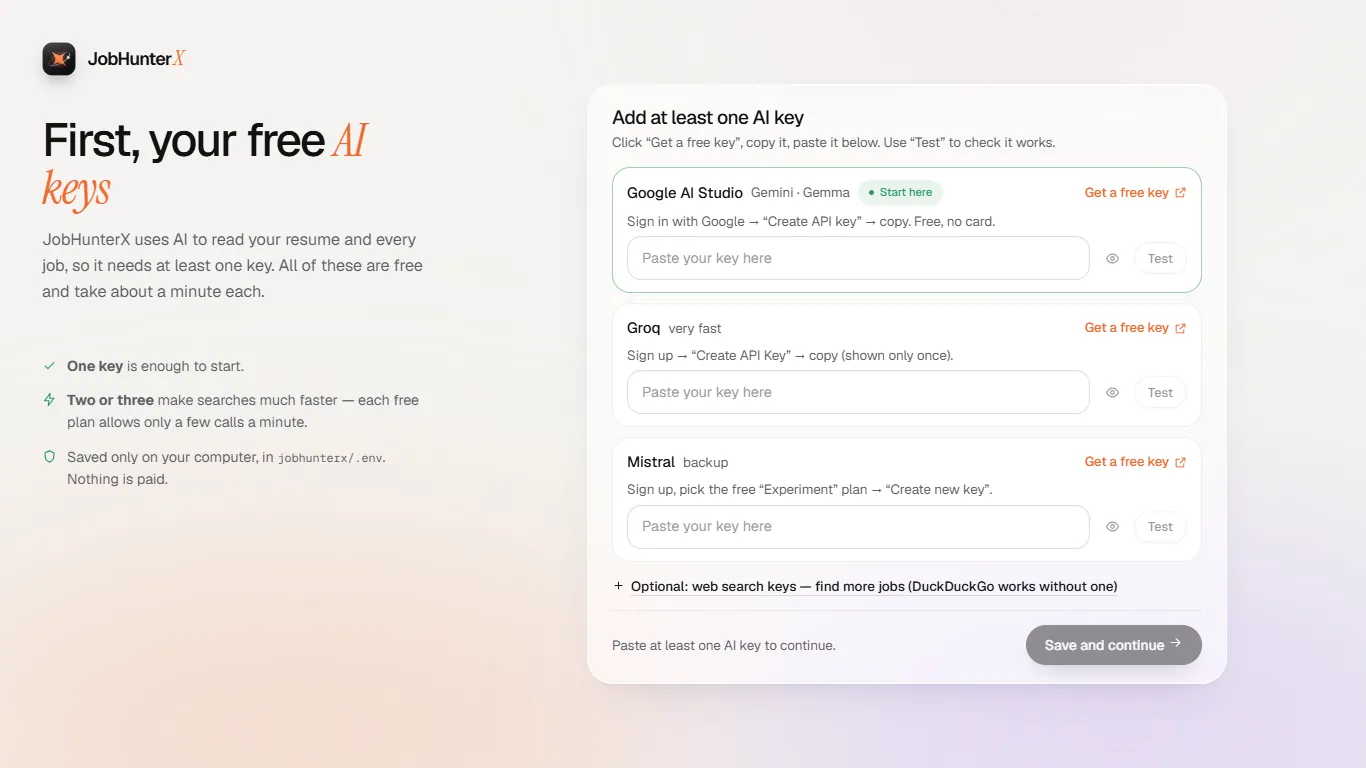 JobHunterX
First, your free AI
keys
JobHunterX uses AI to read your resume and every
job, so it needs at least one key. All of these are free
and take about a minute each.
One key is enough to start.
Two or three make searches much faster — each free
plan allows only a few calls a minute.
Saved only on your computer, in jobhunterx/.env.
Nothing is paid.
Add at least one AI key
Click “Get a free key”, copy it, paste it below. Use “Test” to check it works.
Google AI Studio Gemini · Gemma • Start here Get a free key
Sign in with Google → “Create API key” → copy. Free, no card.
Paste your key here Test
Groq very fast Get a free key
Sign up → “Create API Key” → copy (shown only once).
Paste your key here Test
Mistral backup Get a free key
Sign up, pick the free “Experiment” plan → “Create new key”.
Paste your key here Test
+ Optional: web search keys — find more jobs (DuckDuckGo works without one)
Paste at least one AI key to continue. Save and continue →